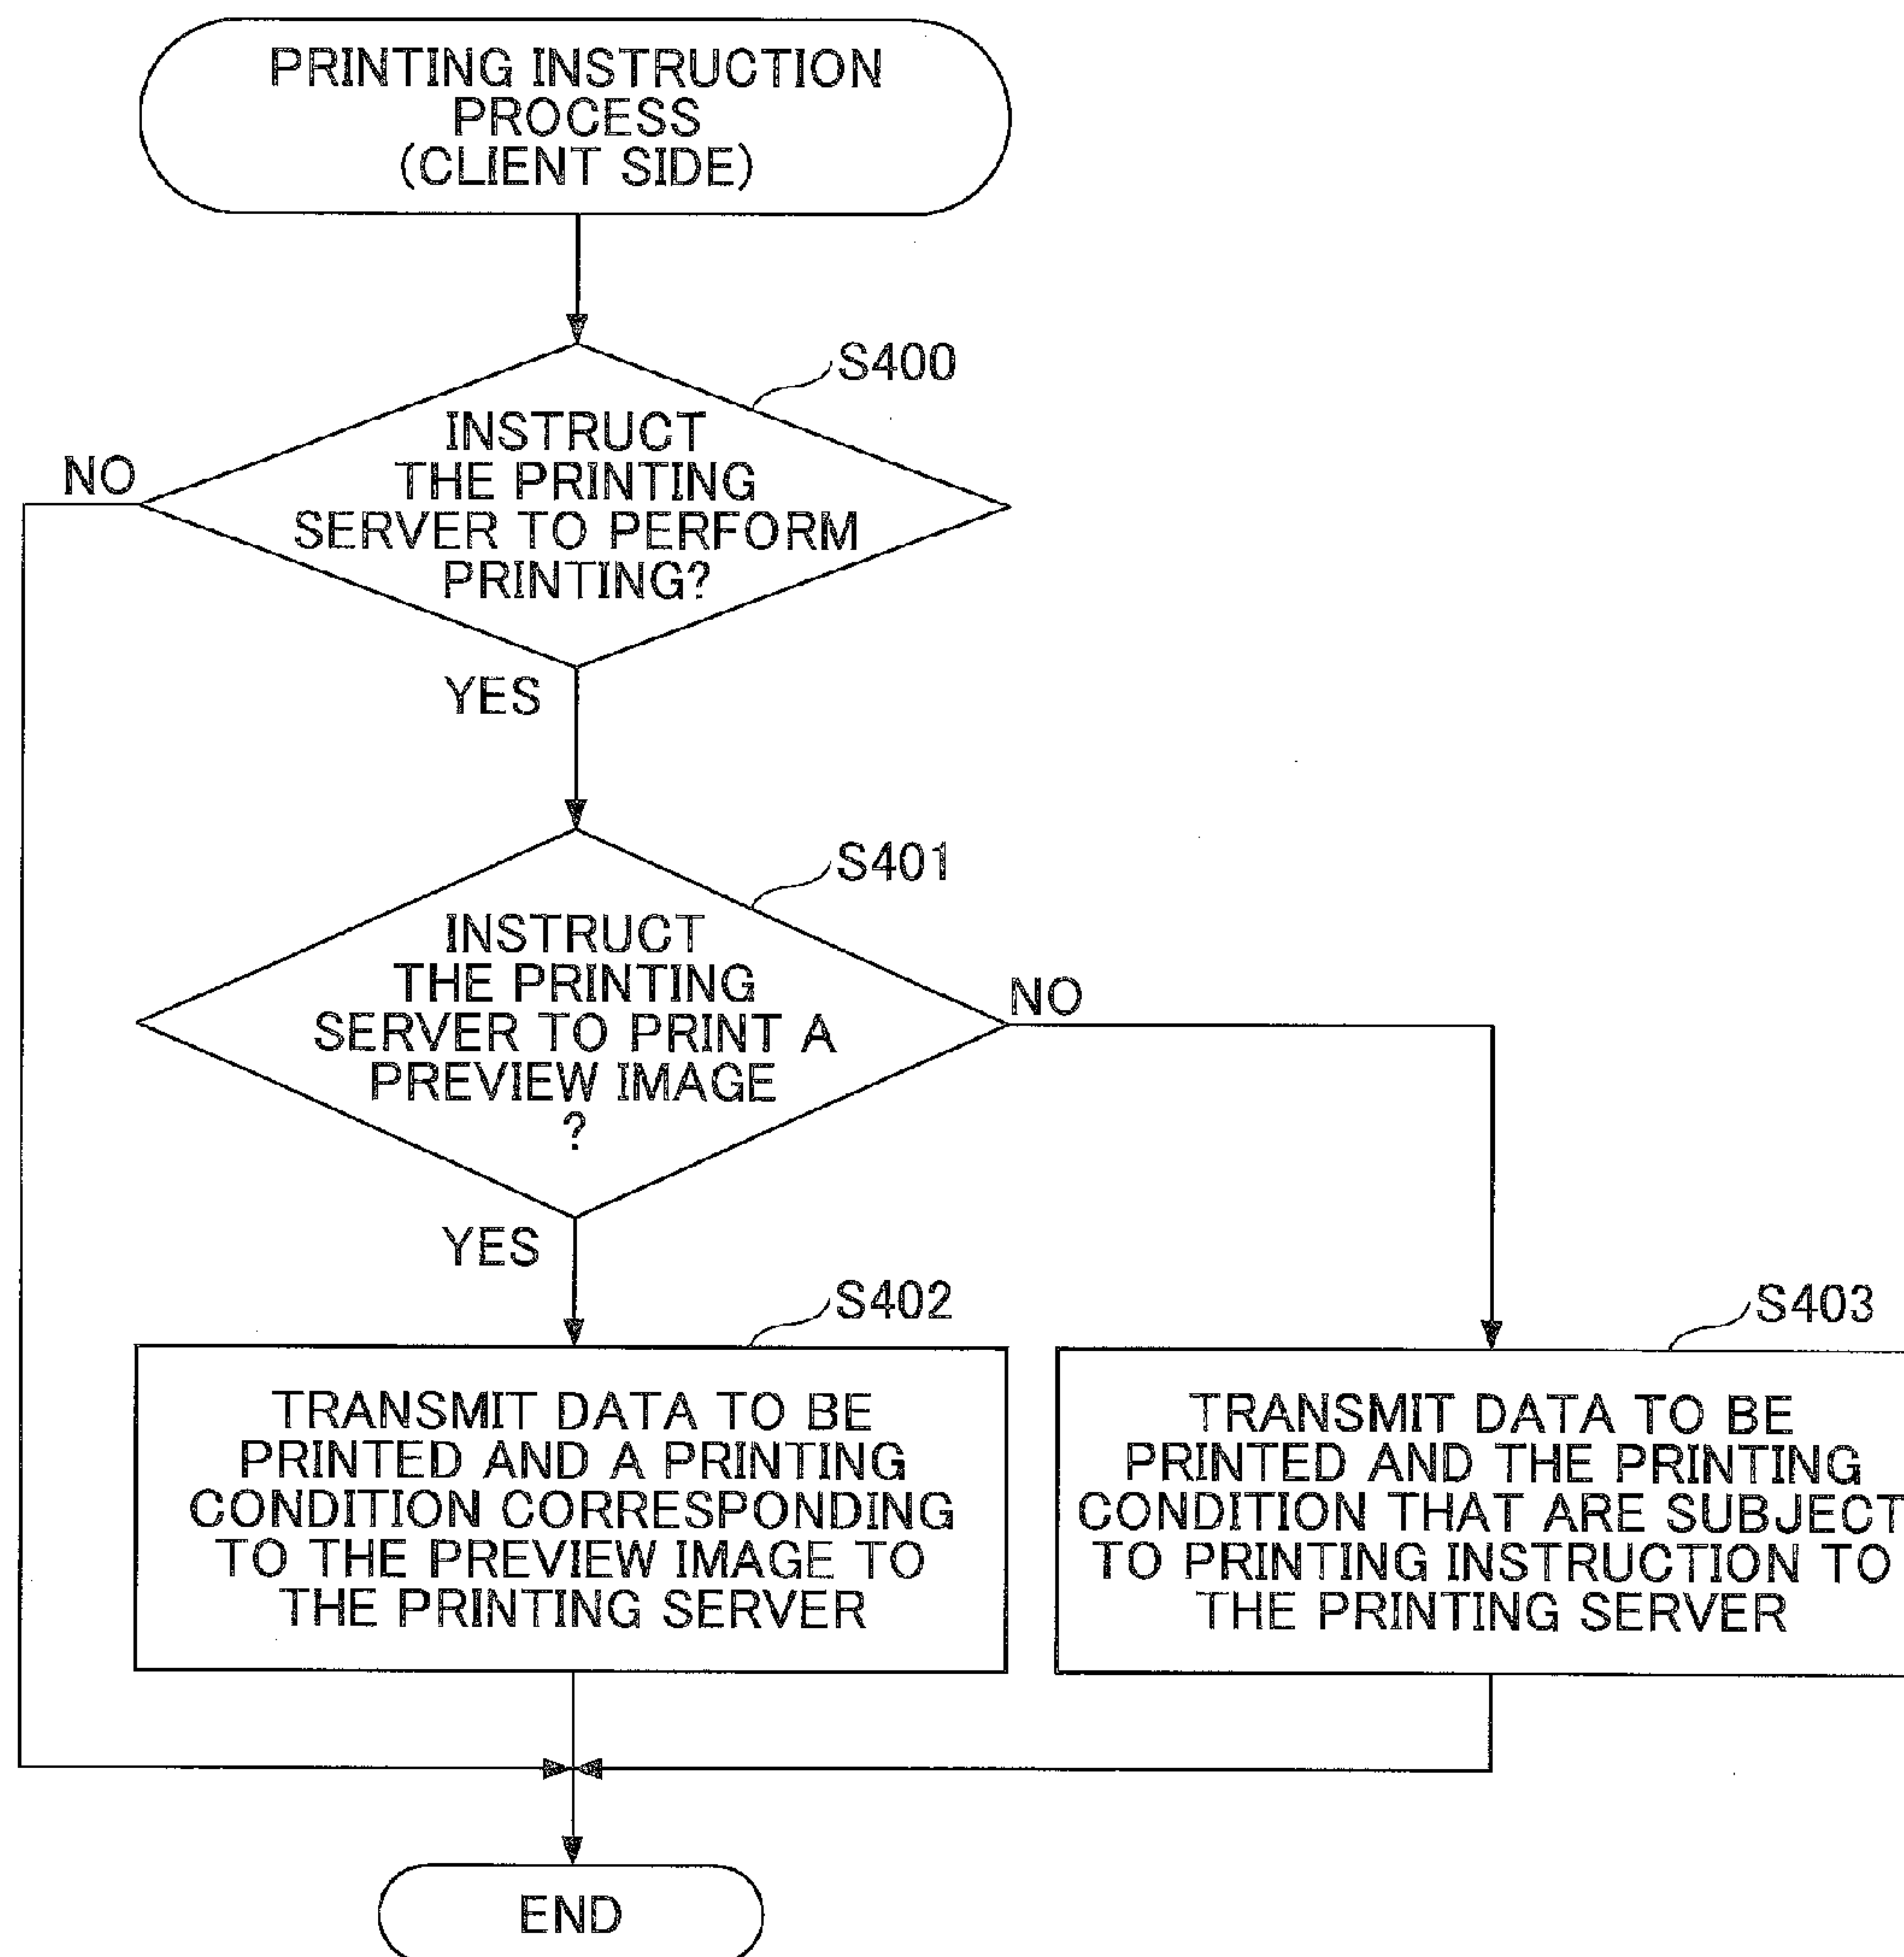 PRINTING INSTRUCTION
PROCESS
(CLIENT SIDE)
S400
INSTRUCT
THE PRINTING
SERVER TO PERFORM
PRINTING?
NO
YES
S401
INSTRUCT
THE PRINTING
SERVER TO PRINT A
PREVIEW IMAGE
?
NO
YES
S402
TRANSMIT DATA TO BE
PRINTED AND A PRINTING
CONDITION CORRESPONDING
TO THE PREVIEW IMAGE TO
THE PRINTING SERVER
S403
TRANSMIT DATA TO BE
PRINTED AND THE PRINTING
CONDITION THAT ARE SUBJECT
TO PRINTING INSTRUCTION TO
THE PRINTING SERVER
END